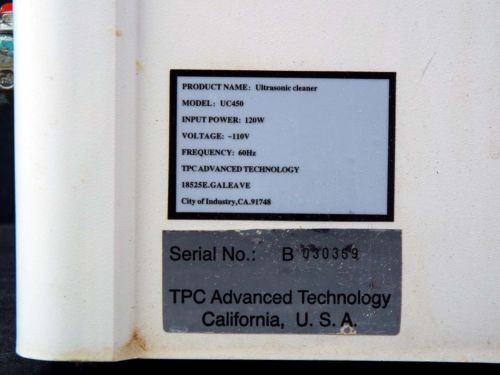 PRODUCT NAME: Ultrasonic cleaner
MODEL: UC450
INPUT POWER: 120W
VOLTAGE: ~110V
FREQUENCY: 60Hz
TPC ADVANCED TECHNOLOGY
18525E.GALEAVE
City of Industry,CA.91748
Serial No.: B 030369
TPC Advanced Technology
California, U. S. A.